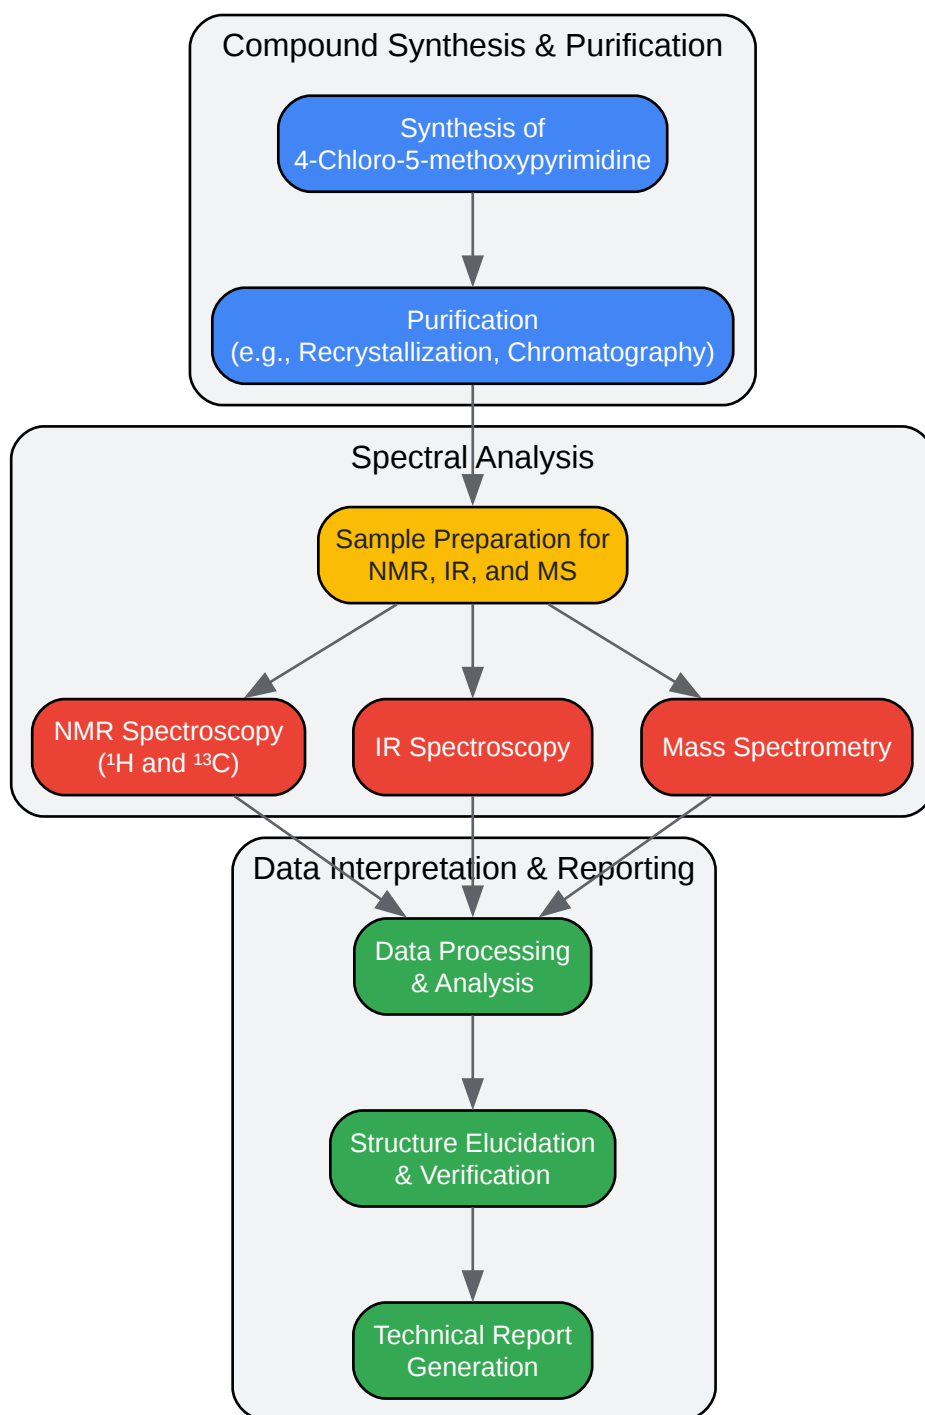 Compound Synthesis & Purification
Synthesis of
4-Chloro-5-methoxypyrimidine
Purification
(e.g., Recrystallization, Chromatography)
Spectral Analysis
Sample Preparation for
NMR, IR, and MS
NMR Spectroscopy
(¹H and ¹³C)
IR Spectroscopy
Mass Spectrometry
Data Interpretation & Reporting
Data Processing
& Analysis
Structure Elucidation
& Verification
Technical Report
Generation